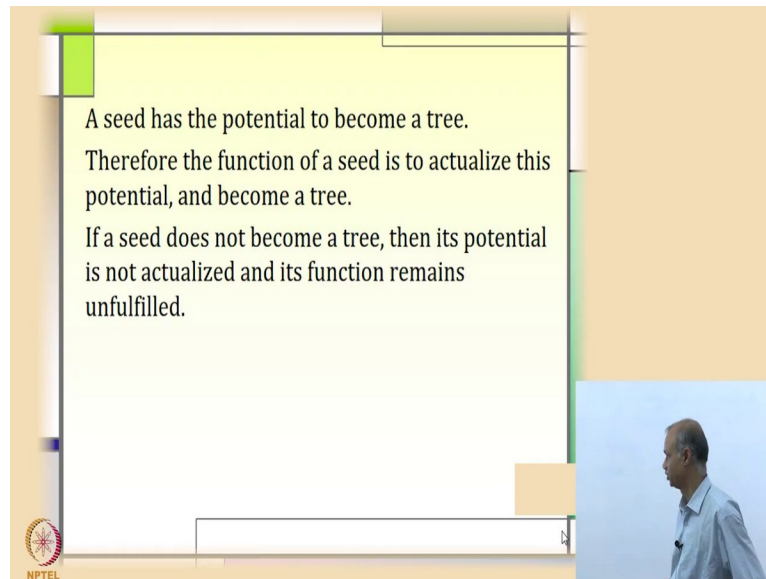 A seed has the potential to become a tree.
Therefore the function of a seed is to actualize this
potential, and become a tree.
If a seed does not become a tree, then its potential
is not actualized and its function remains
unfulfilled.
NPTEL